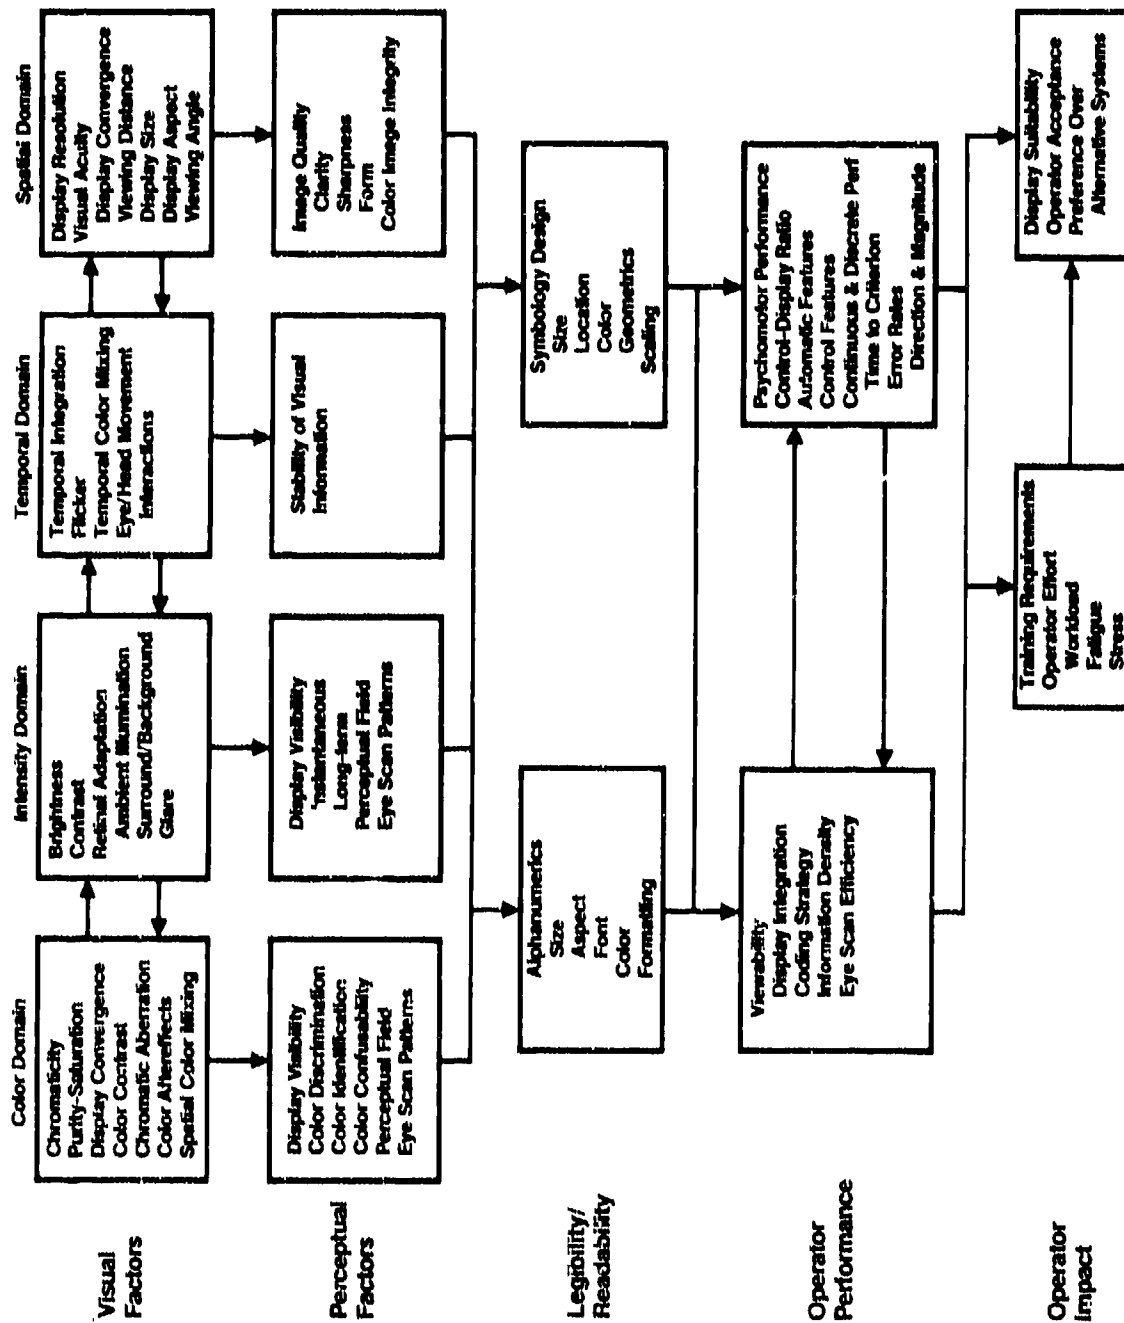 Color Domain
Intensity Domain
Temporal Domain
Spatial Domain
Visual
Factors
Chromaticity
Purity-Saturation
Display Convergence
Color Contrast
Chromatic Aberration
Color Aftereffects
Spatial Color Mixing
Brightness
Contrast
Retinal Adaptation
Ambient Illumination
Surround/Background
Glare
Temporal Integration
Flicker
Temporal Color Mixing
Eye/Head Movement
Interactions
Display Resolution
Visual Acuity
Display Convergence
Viewing Distance
Display Size
Display Aspect
Viewing Angle
Perceptual
Factors
Display Visibility
Color Discrimination
Color Identification
Color Confusability
Perceptual Field
Eye Scan Patterns
Display Visibility
Instantaneous
Long-term
Perceptual Field
Eye Scan Patterns
Stability of Visual
Information
Image Quality
Clarity
Sharpness
Form
Color Image Integrity
Legibility/
Readability
Alphanumerics
Size
Aspect
Font
Color
Formatting
Symbology Design
Size
Location
Color
Geometrics
Scaling
Operator
Performance
Viewability
Display Integration
Coding Strategy
Information Density
Eye Scan Efficiency
Psychomotor Performance
Control-Display Ratio
Automatic Features
Control Features
Continuous & Discrete Perf
Time to Criterion
Error Rates
Direction & Magnitude
Operator
Impact
Training Requirements
Operator Effort
Workload
Fatigue
Stress
Display Suitability
Operator Acceptance
Preference Over
Alternative Systems